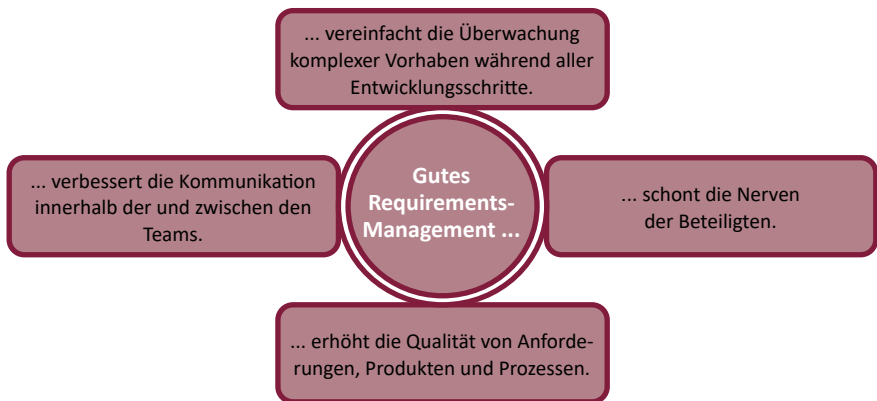 ... vereinfacht die Überwachung
komplexer Vorhaben während aller
Entwicklungsschritte.
... verbessert die Kommunikation
innerhalb der und zwischen den
Teams.
Gutes
Requirements-
Management ...
... schont die Nerven
der Beteiligten.
... erhöht die Qualität von Anforde-
rungen, Produkten und Prozessen.